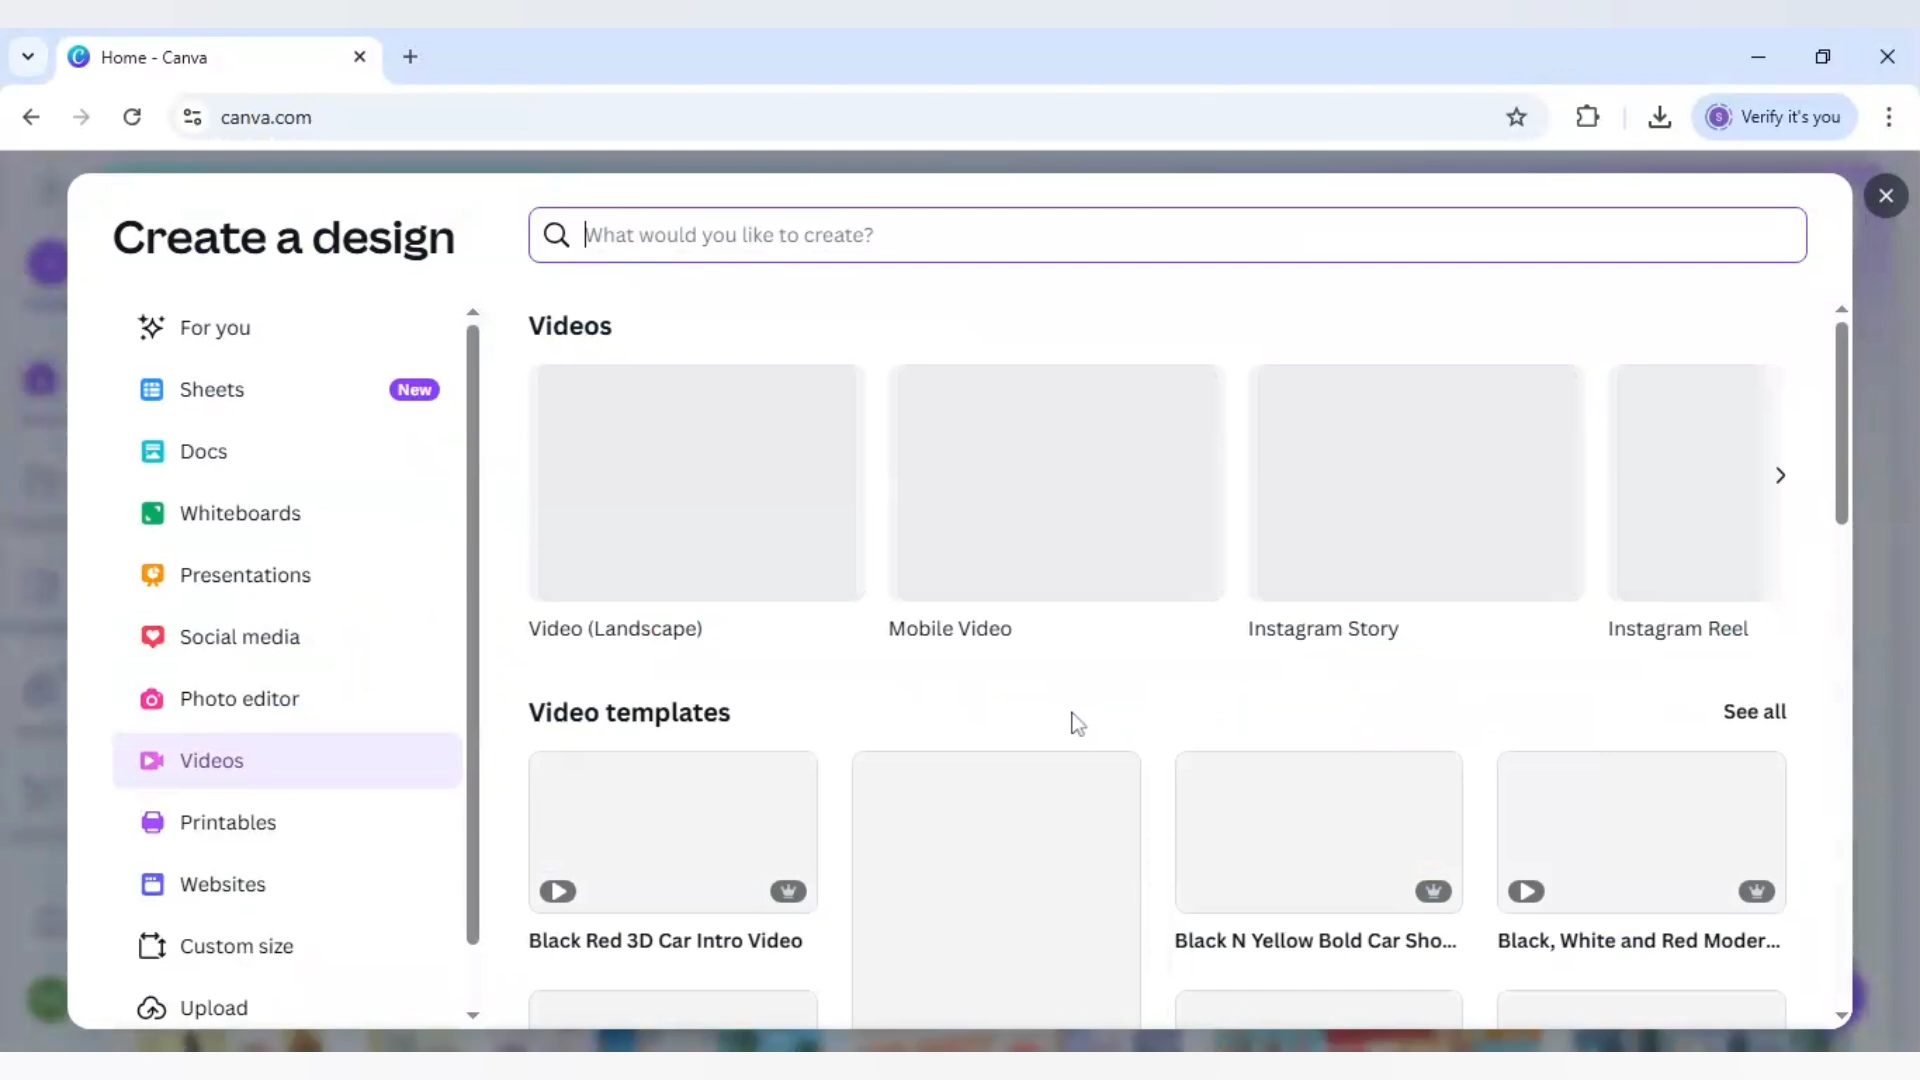 Home - Canva
canva.com
S
Verify it's you
Create a design
What would you like to create?
For you
Sheets
New
Docs
Whiteboards
Presentations
Social media
Photo editor
Videos
Printables
Websites
Custom size
Upload
Videos
Video (Landscape)
Mobile Video
Instagram Story
Instagram Reel
Video templates
See all
Black Red 3D Car Intro Video
Black N Yellow Bold Car Sho...
Black, White and Red Moder...